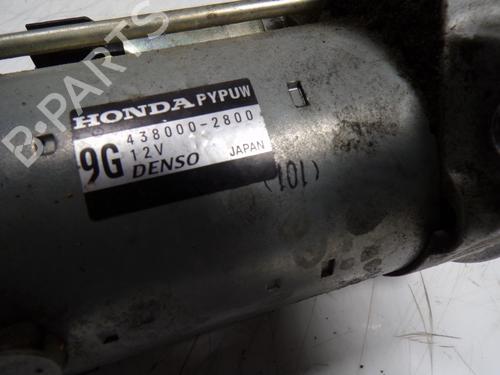 HONDA PYPUW
438000-2800
9G 12V
DENSO JAPAN
(101)
B-PARTS